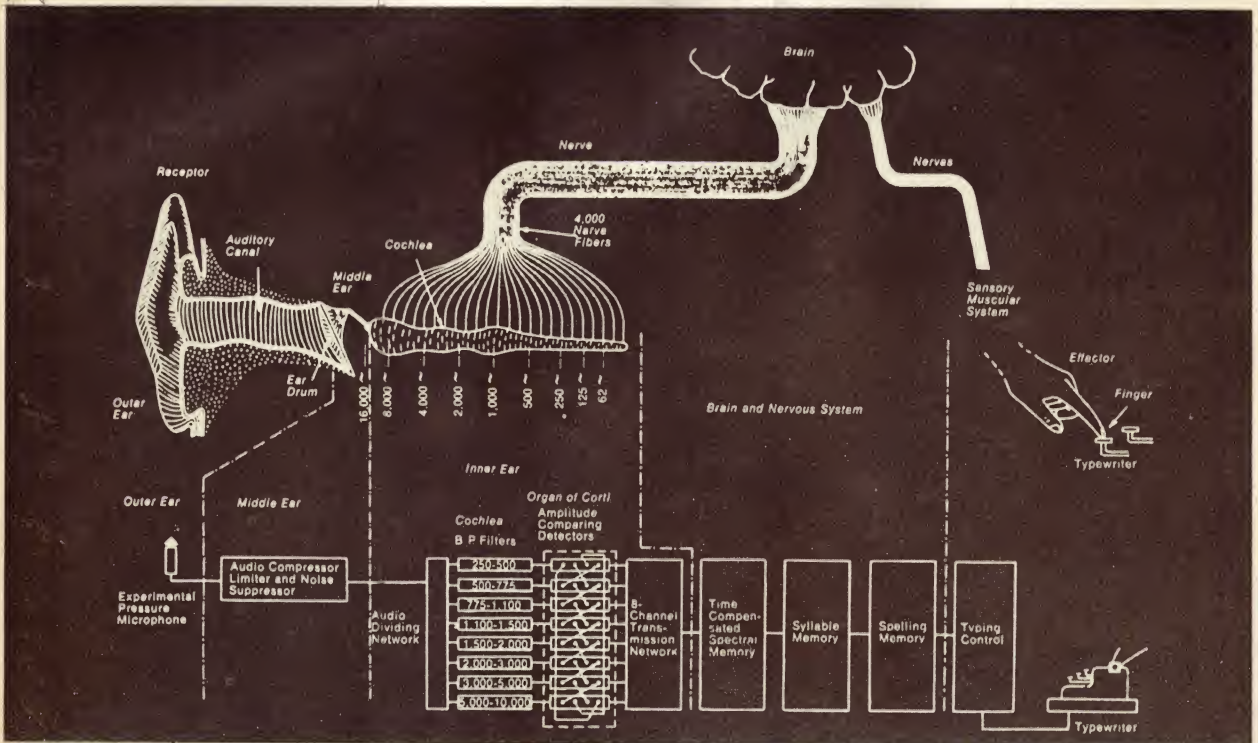 Brain
Nerve
Nerves
Receptor
4,000
Nerve
Fibers
Auditory
Canal
Cochlea
Middle
Ear
Sensory
Muscular
System
Effector
Finger
Typewriter
Ear
Drum
Outer
Ear
16,000 ~
8,000 ~
4,000 ~
2,000 ~
1,000 ~
500 ~
250 ~
125 ~
62 ~
Brain and Nervous System
Inner Ear
Outer Ear
Middle Ear
Organ of Corti
Amplitude
Comparing
Detectors
Cochlea
B P Filters
Experimental
Pressure
Microphone
Audio Compressor
Limiter and Noise
Suppressor
Audio
Dividing
Network
250-500
500-775
775-1,100
1,100-1,500
1,500-2,000
2,000-3,000
3,000-5,000
5,000-10,000
8-
Channel
Trans-
mission
Network
Time
Compen-
sated
Spectral
Memory
Syllable
Memory
Spelling
Memory
Typing
Control
Typewriter